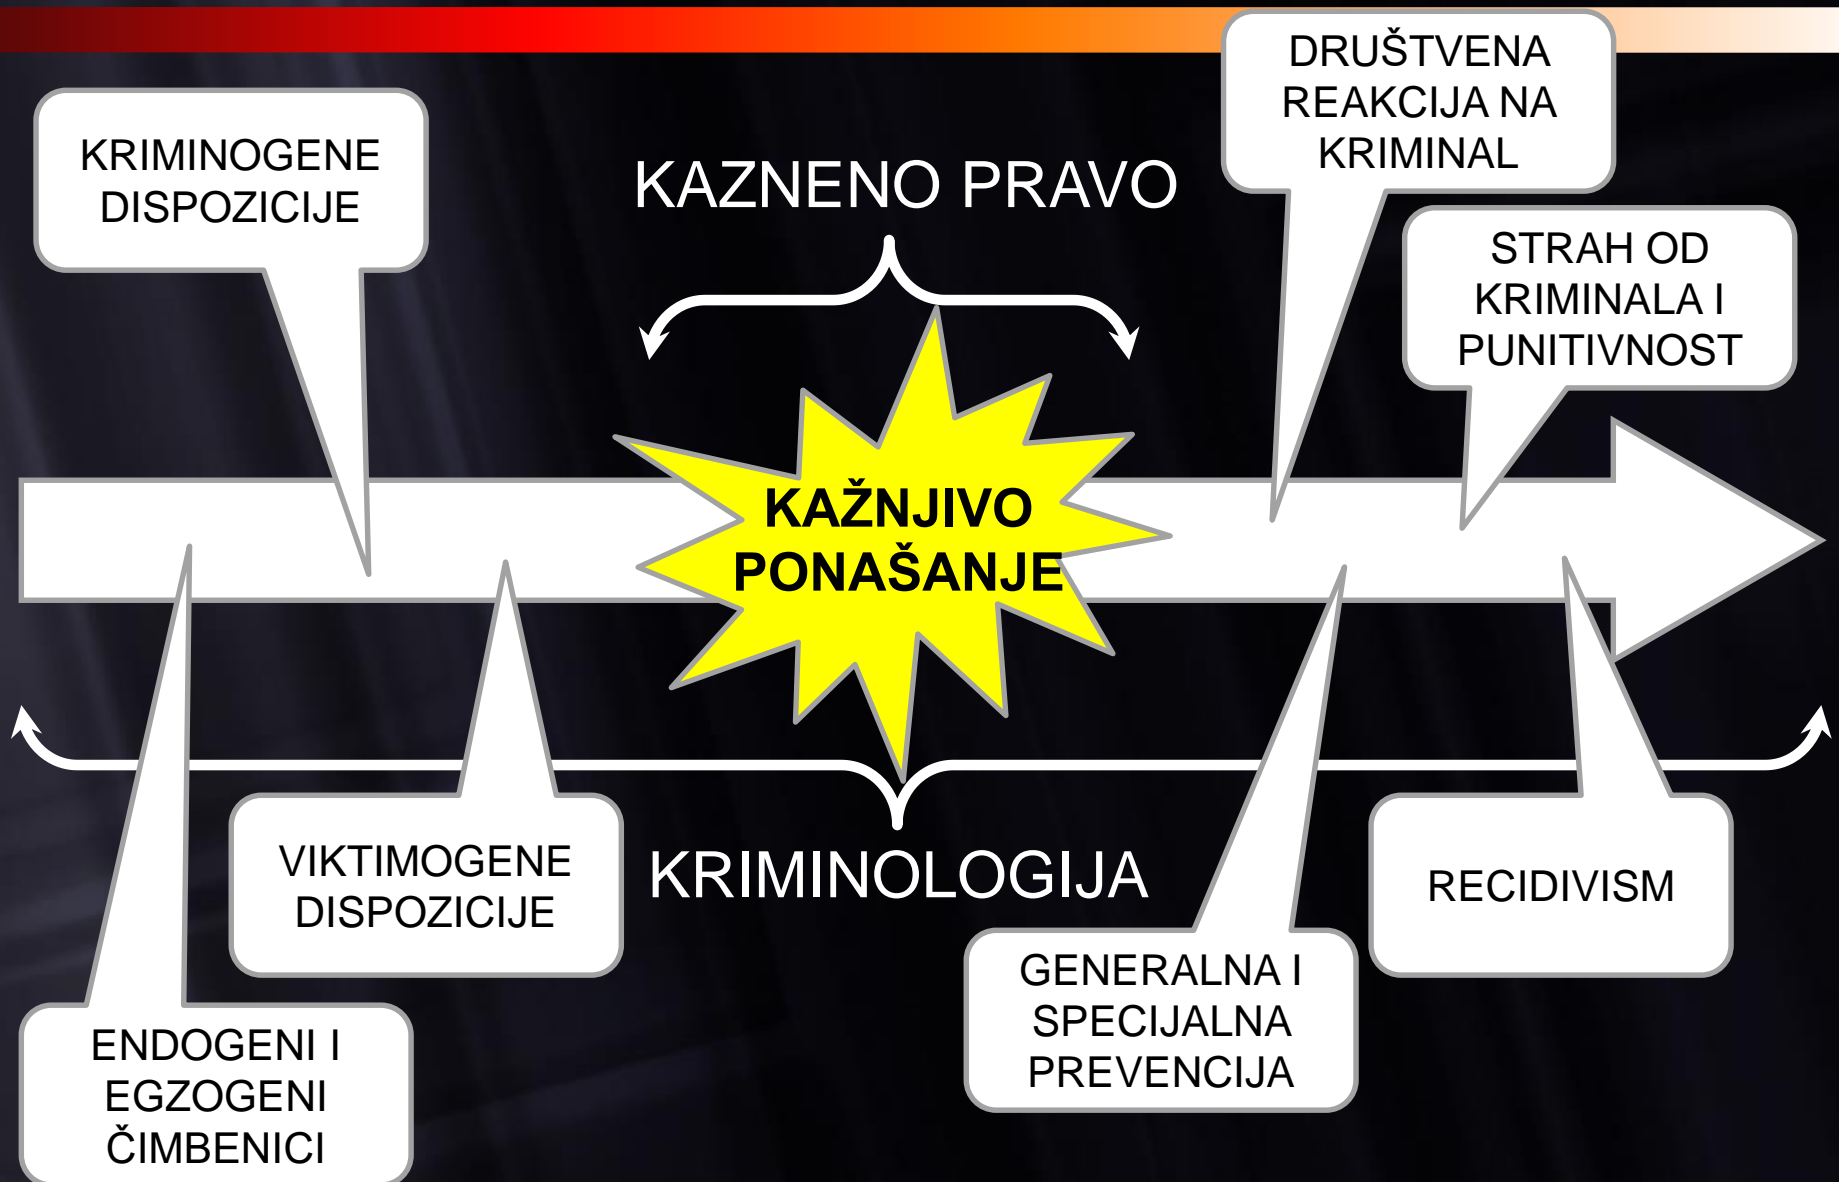 DRUŠTVENA
REAKCIJA NA
KRIMINAL
KRIMINOGENE
DISPOZICIJE
KAZNENO PRAVO
STRAH OD
KRIMINALA I
PUNITIVNOST
KAŽNJIVO
PONAŠANJE
VIKTIMOGENE
DISPOZICIJE
KRIMINOLOGIJA
RECIDIVISM
GENERALNA I
SPECIJALNA
PREVENCIJA
ENDOGENI I
EGZOGENI
ČIMBENICI